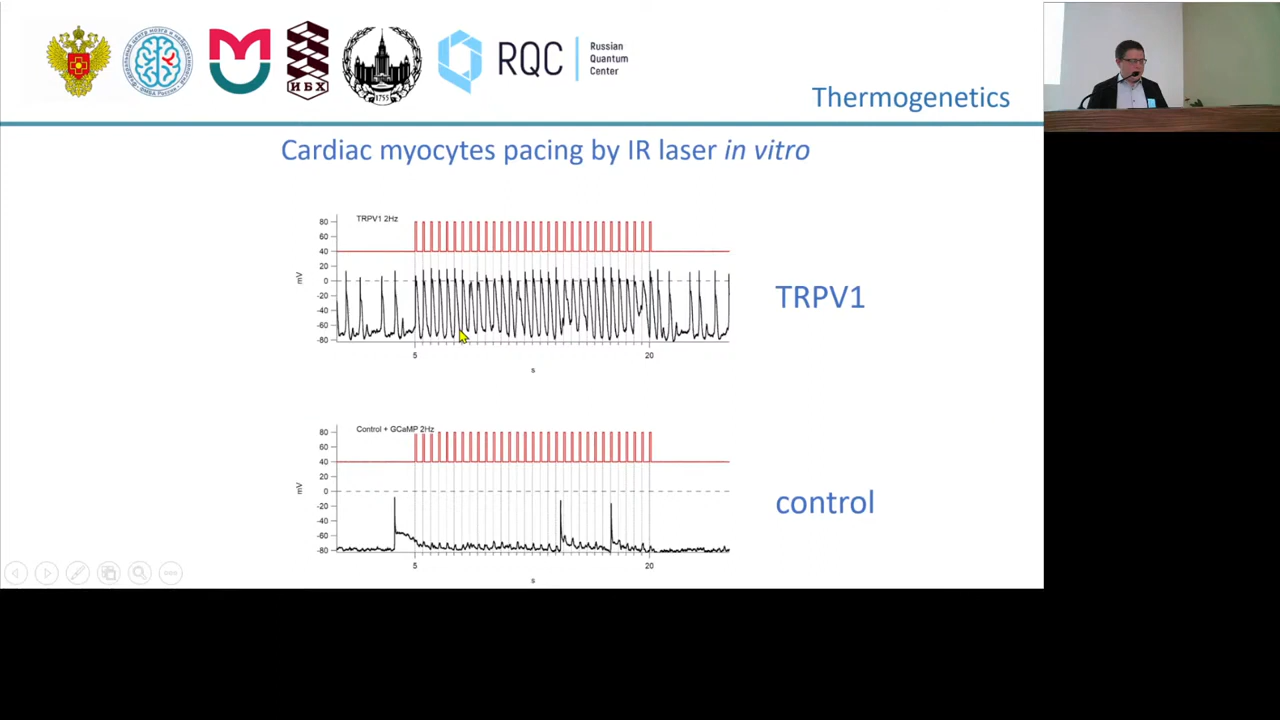 ИБХ
1755
RQC
Russian
Quantum
Center
Thermogenetics
Cardiac myocytes pacing by IR laser in vitro
TRPV1 2Hz
80
60
40
20
0
-20
-40
-60
-80
mV
5
20
s
TRPV1
Control + GCaMP 2Hz
80
60
40
20
0
-20
-40
-60
-80
mV
5
20
s
control